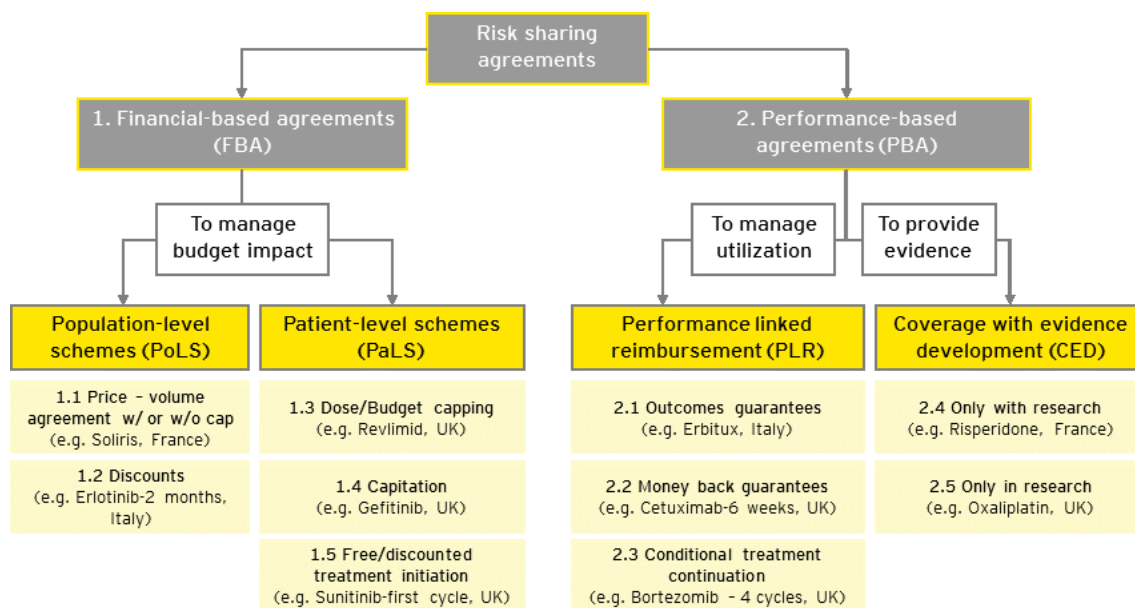 Risk sharing
agreements
1. Financial-based agreements
(FBA)
2. Performance-based
agreements (PBA)
To manage
budget impact
To manage
utilization
To provide
evidence
Population-level
schemes (PoLS)
Patient-level schemes
(PaLS)
Performance linked
reimbursement (PLR)
Coverage with evidence
development (CED)
1.1 Price – volume
agreement w/ or w/o cap
(e.g. Soliris, France)
1.2 Discounts
(e.g. Erlotinib-2 months,
Italy)
1.3 Dose/Budget capping
(e.g. Revlimid, UK)
1.4 Capitation
(e.g. Gefitinib, UK)
1.5 Free/discounted
treatment initiation
(e.g. Sunitinib-first cycle, UK)
2.1 Outcomes guarantees
(e.g. Erbitux, Italy)
2.2 Money back guarantees
(e.g. Cetuximab-6 weeks, UK)
2.3 Conditional treatment
continuation
(e.g. Bortezomib – 4 cycles, UK)
2.4 Only with research
(e.g. Risperidone, France)
2.5 Only in research
(e.g. Oxaliplatin, UK)